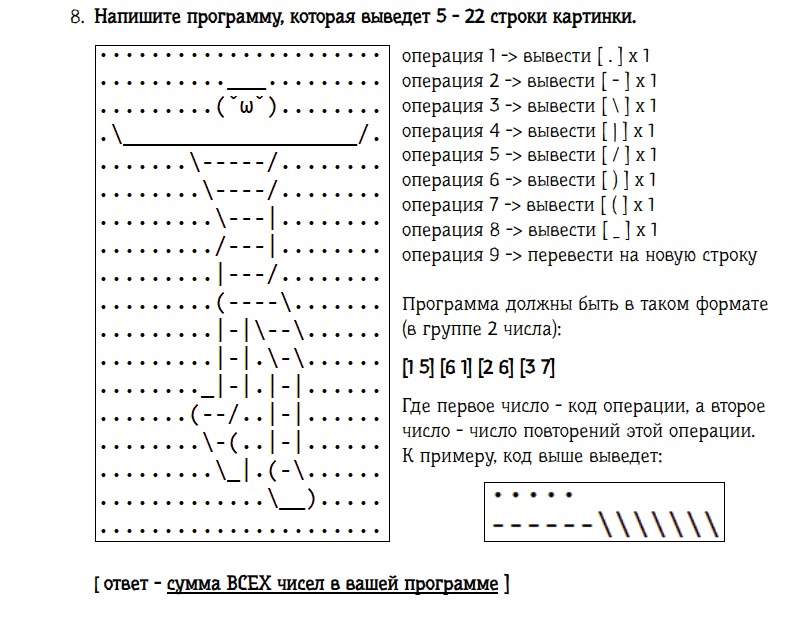 8. Напишите программу, которая выведет 5 - 22 строки картинки.
......................
..........___.........
.........(ˇωˇ)........
.\__________________/.
.......\-----/........
........\----/........
.........\---|........
........./---|........
.........|---/........
.........(----\.......
.........|-|\--\......
.........|-|.\-\......
........_|-|.|-|......
.......(--/..|-|......
........\-(..|-|......
.........\_|.(-\......
.............\__).....
......................
операция 1 -> вывести [ . ] x 1
операция 2 -> вывести [ - ] x 1
операция 3 -> вывести [ \ ] x 1
операция 4 -> вывести [ | ] x 1
операция 5 -> вывести [ / ] x 1
операция 6 -> вывести [ ) ] x 1
операция 7 -> вывести [ ( ] x 1
операция 8 -> вывести [ _ ] x 1
операция 9 -> перевести на новую строку
Программа должны быть в таком формате
(в группе 2 числа):
[1 5] [6 1] [2 6] [3 7]
Где первое число - код операции, а второе
число - число повторений этой операции.
К примеру, код выше выведет:
.....
------\\\\\\\
[ ответ - сумма ВСЕХ чисел в вашей программе ]